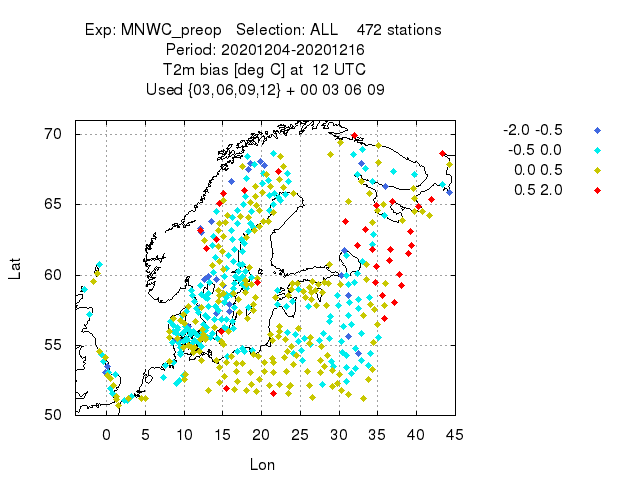 Exp: MNWC_preop   Selection: ALL    472 stations
Period: 20201204-20201216
T2m bias [deg C] at  12 UTC
Used {03,06,09,12} + 00 03 06 09
-2.0 -0.5
-0.5 0.0
0.0 0.5
0.5 2.0
Lat
70
65
60
55
50
0 5 10 15 20 25 30 35 40 45
Lon